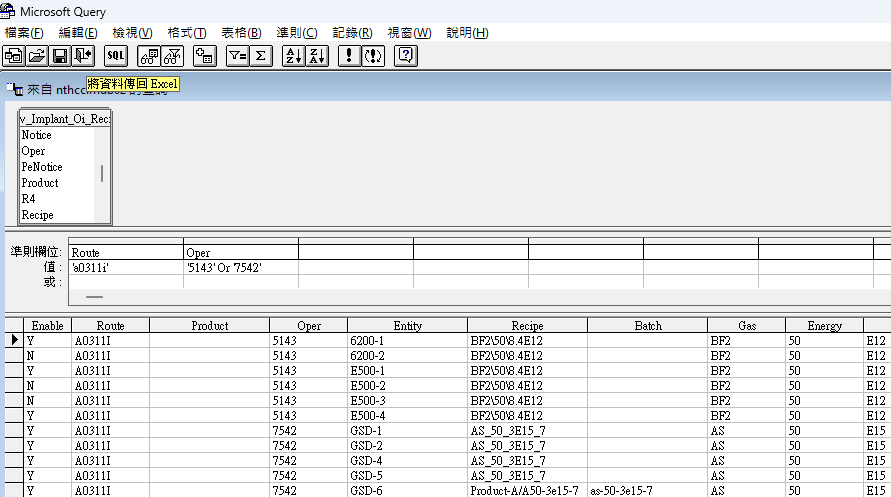 Microsoft Query
檔案(F) 編輯(E) 檢視(V) 格式(T) 表格(B) 準則(C) 記錄(R) 視窗(W) 說明(H)
SQL
將資料傳回 Excel
來自
v_Implant_Oi_Reci
Notice
Oper
PeNotice
Product
R4
Recipe
準則欄位: Route Oper
值: 'a0311i' '5143' Or '7542'
或:
Enable Route Product Oper Entity Recipe Batch Gas Energy
Y A0311I 5143 6200-1 BF2\50\8.4E12 BF2 50 E12
N A0311I 5143 6200-2 BF2\50\8.4E12 BF2 50 E12
Y A0311I 5143 E500-1 BF2\50\8.4E12 BF2 50 E12
N A0311I 5143 E500-2 BF2\50\8.4E12 BF2 50 E12
N A0311I 5143 E500-3 BF2\50\8.4E12 BF2 50 E12
Y A0311I 5143 E500-4 BF2\50\8.4E12 BF2 50 E12
Y A0311I 7542 GSD-1 AS_50_3E15_7 AS 50 E15
Y A0311I 7542 GSD-2 AS_50_3E15_7 AS 50 E15
Y A0311I 7542 GSD-4 AS_50_3E15_7 AS 50 E15
Y A0311I 7542 GSD-5 AS_50_3E15_7 AS 50 E15
Y A0311I 7542 GSD-6 Product-A/A50-3e15-7 as-50-3e15-7 AS 50 E15